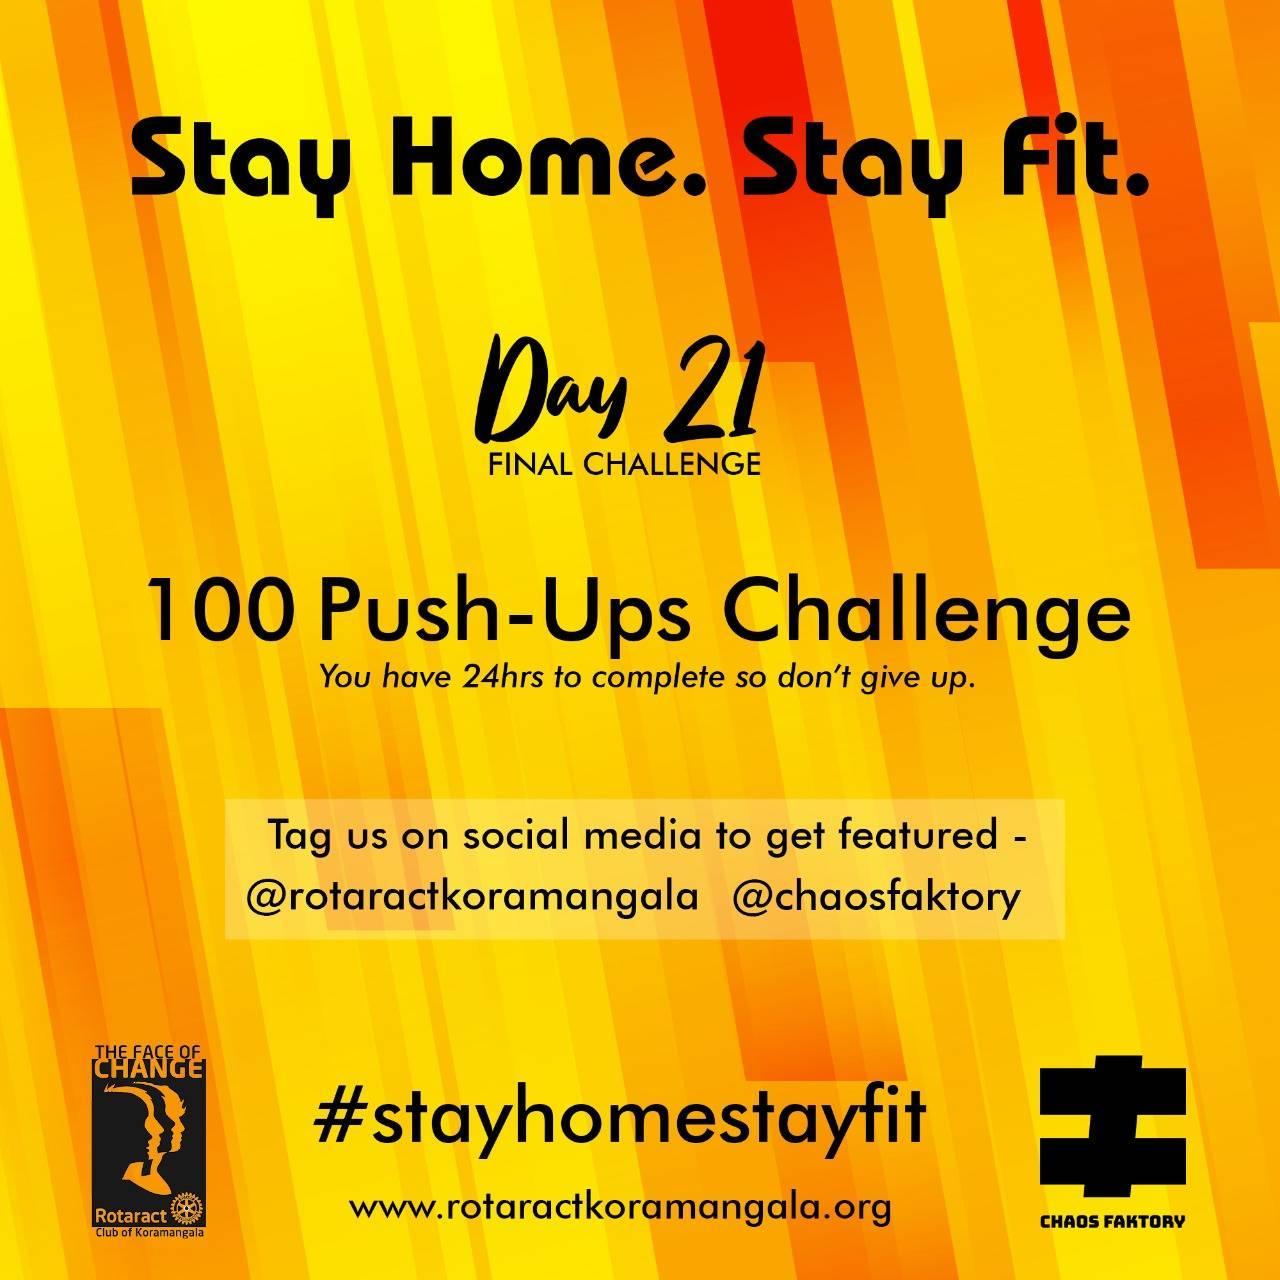 Stay Home. Stay Fit.
Day 21
FINAL CHALLENGE
100 Push-Ups Challenge
You have 24hrs to complete so don't give up.
Tag us on social media to get featured -
@rotaractkoramangala @chaosfaktory
THE FACE OF
CHANGE
Rotaract
Club of Koramangala
#stayhomestayfit
www.rotaractkoramangala.org
CHAOS FAKTORY